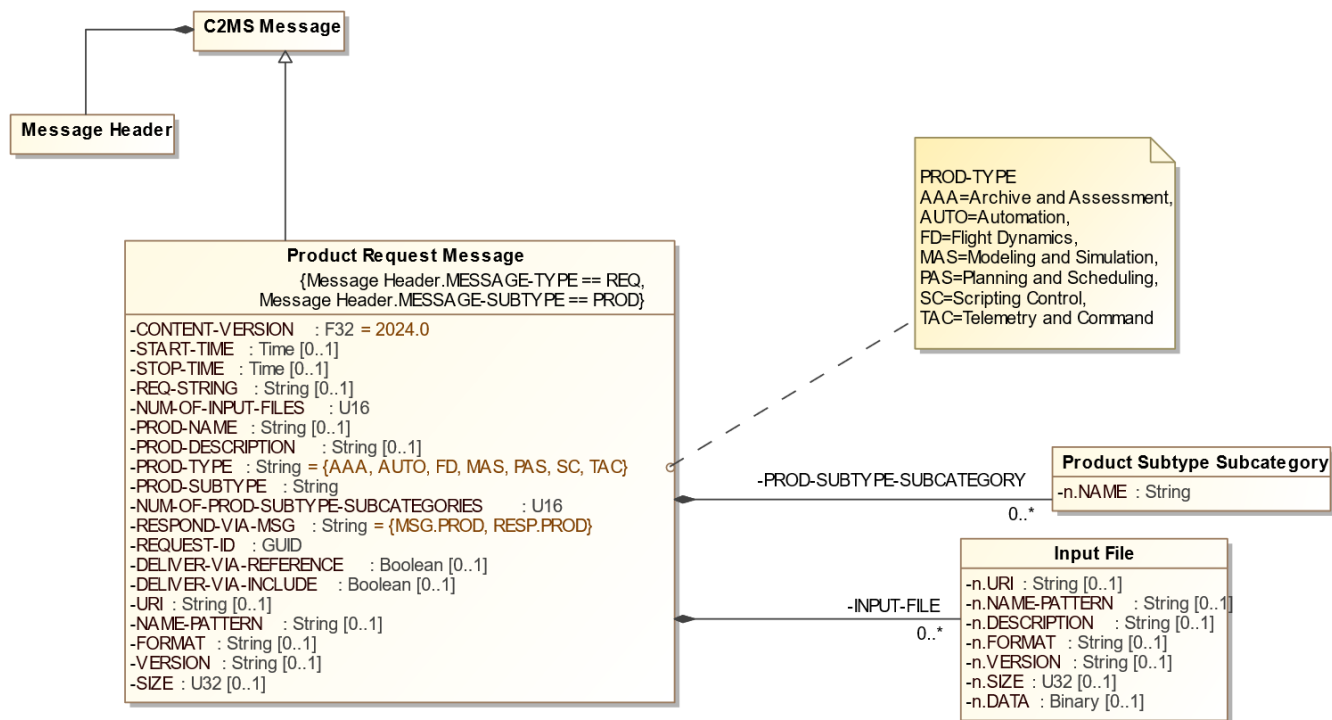 C2MS Message
Message Header
PROD-TYPE
AAA=Archive and Assessment,
AUTO=Automation,
FD=Flight Dynamics,
MAS=Modeling and Simulation,
PAS=Planning and Scheduling,
SC=Scripting Control,
TAC=Telemetry and Command
Product Request Message
{Message Header.MESSAGE-TYPE == REQ,
Message Header.MESSAGE-SUBTYPE == PROD}
-CONTENT-VERSION : F32 = 2024.0
-START-TIME : Time [0..1]
-STOP-TIME : Time [0..1]
-REQ-STRING : String [0..1]
-NUM-OF-INPUT-FILES : U16
-PROD-NAME : String [0..1]
-PROD-DESCRIPTION : String [0..1]
-PROD-TYPE : String = {AAA, AUTO, FD, MAS, PAS, SC, TAC}
-PROD-SUBTYPE : String
-NUM-OF-PROD-SUBTYPE-SUBCATEGORIES : U16
-RESPOND-VIA-MSG : String = {MSG.PROD, RESP.PROD}
-REQUEST-ID : GUID
-DELIVER-VIA-REFERENCE : Boolean [0..1]
-DELIVER-VIA-INCLUDE : Boolean [0..1]
-URI : String [0..1]
-NAME-PATTERN : String [0..1]
-FORMAT : String [0..1]
-VERSION : String [0..1]
-SIZE : U32 [0..1]
-PROD-SUBTYPE-SUBCATEGORY
0..*
Product Subtype Subcategory
-n.NAME : String
-INPUT-FILE
0..*
Input File
-n.URI : String [0..1]
-n.NAME-PATTERN : String [0..1]
-n.DESCRIPTION : String [0..1]
-n.FORMAT : String [0..1]
-n.VERSION : String [0..1]
-n.SIZE : U32 [0..1]
-n.DATA : Binary [0..1]